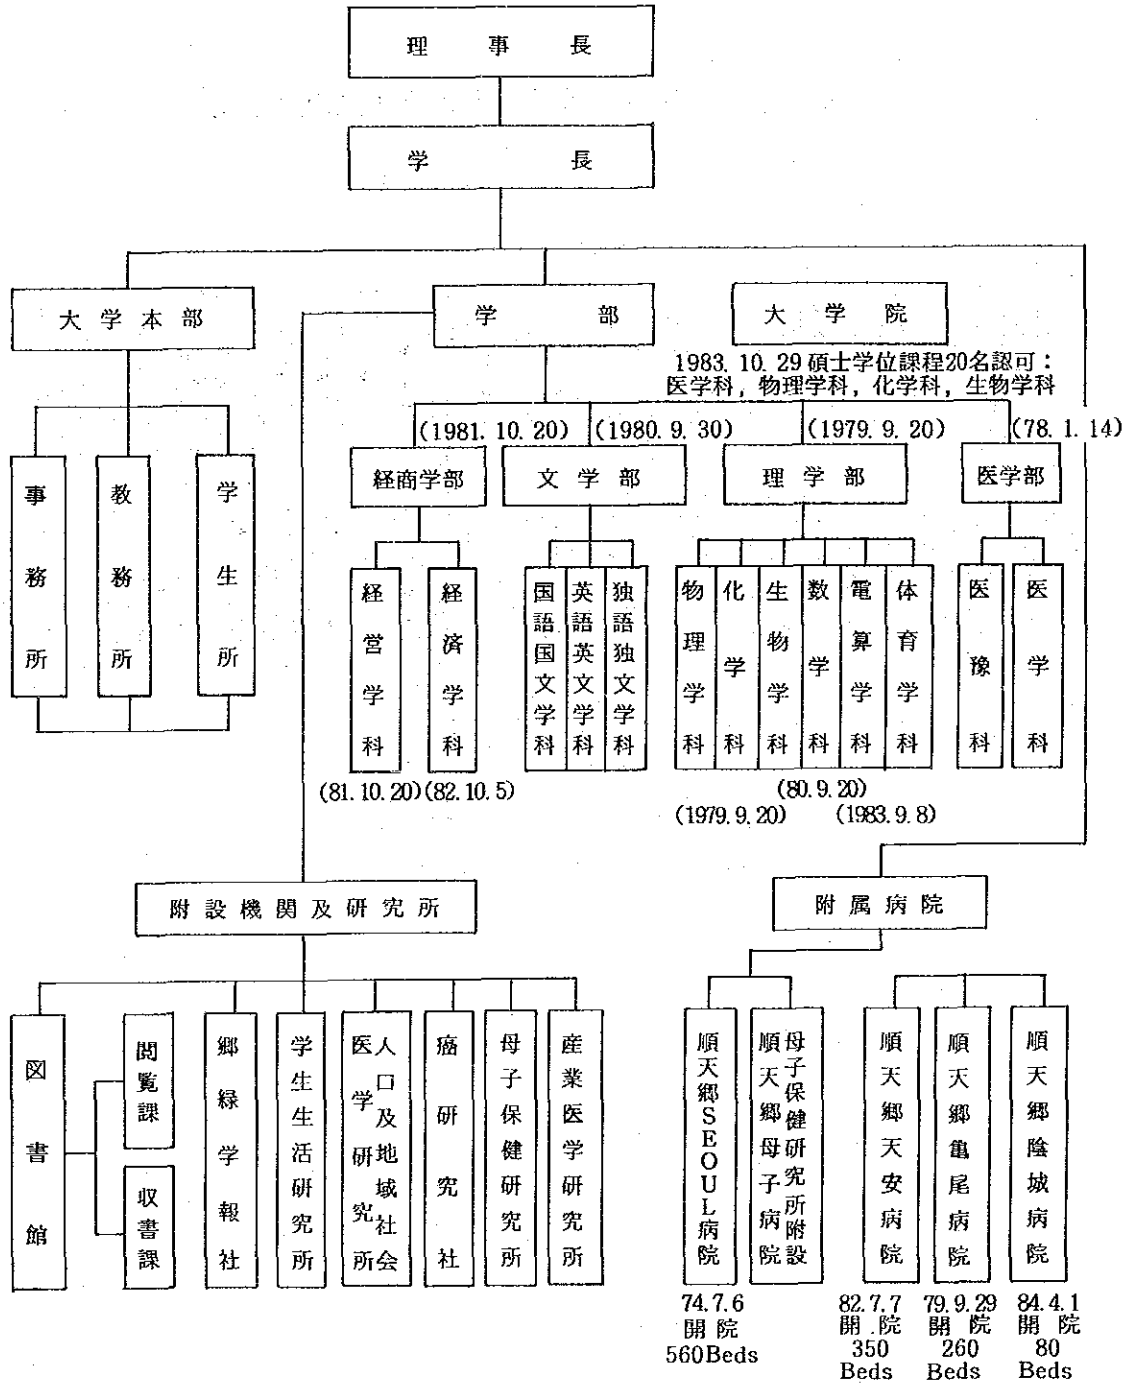 理事長
学長
大学本部
学部
大学院
1983. 10. 29 碩士学位課程20名認可:
医学科, 物理学科, 化学科, 生物学科
(1981. 10. 20)
(1980. 9. 30)
(1979. 9. 20)
(78. 1. 14)
経商学部
文学部
理学部
医学部
事務所
教務所
学生所
経営学科
経済学科
国語国文学科
英語英文学科
独語独文学科
物理学科
化学科
生物学科
数学科
電算学科
体育学科
医豫科
医学科
(81. 10. 20)
(82. 10. 5)
(80. 9. 20)
(1979. 9. 20)
(1983. 9. 8)
附設機関及研究所
附属病院
図書館
閲覧課
収書課
郷緑学報社
学生生活研究所
人口及地域社会
医学研究所
癌研究社
母子保健研究所
産業医学研究所
順天郷SEOUL病院
母子保健研究所附設
順天郷母子病院
順天郷天安病院
順天郷亀尾病院
順天郷陰城病院
74.7.6
開院
560Beds
82.7.7
開院
350
Beds
79.9.29
開院
260
Beds
84.4.1
開院
80
Beds